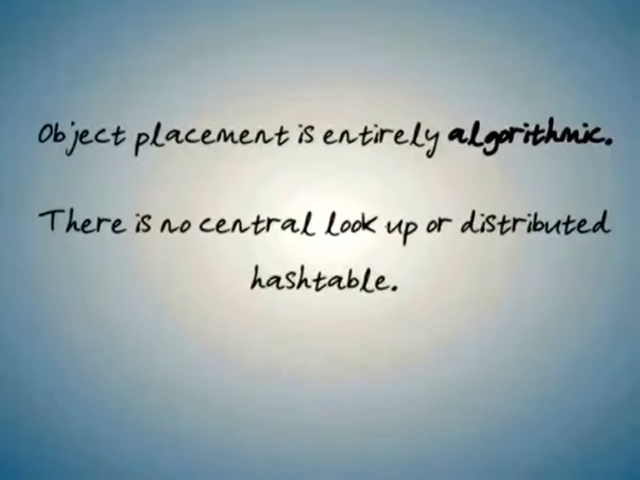 Object placement is entirely algorithmic.
There is no central look up or distributed
hashtable.